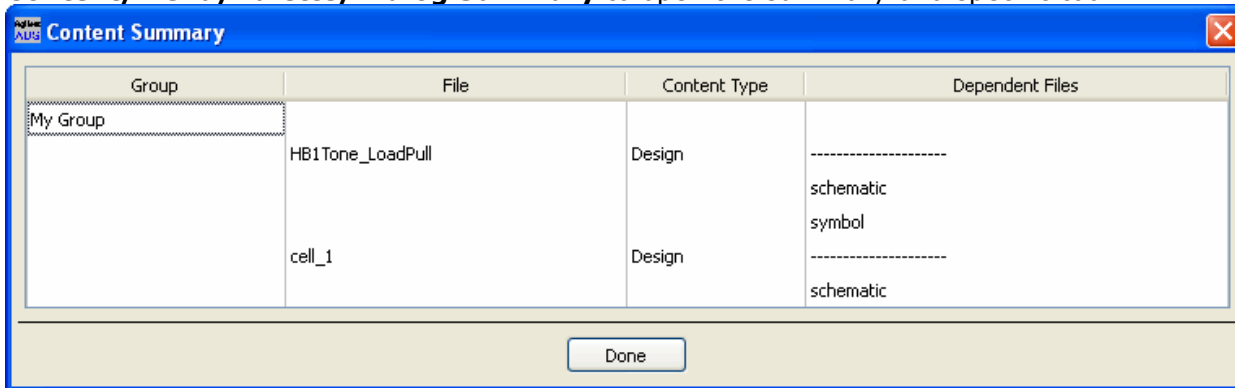 Content Summary
Group File Content Type Dependent Files
My Group
HB1Tone_LoadPull Design ---------------------
schematic
symbol
cell_1 Design ---------------------
schematic
Done